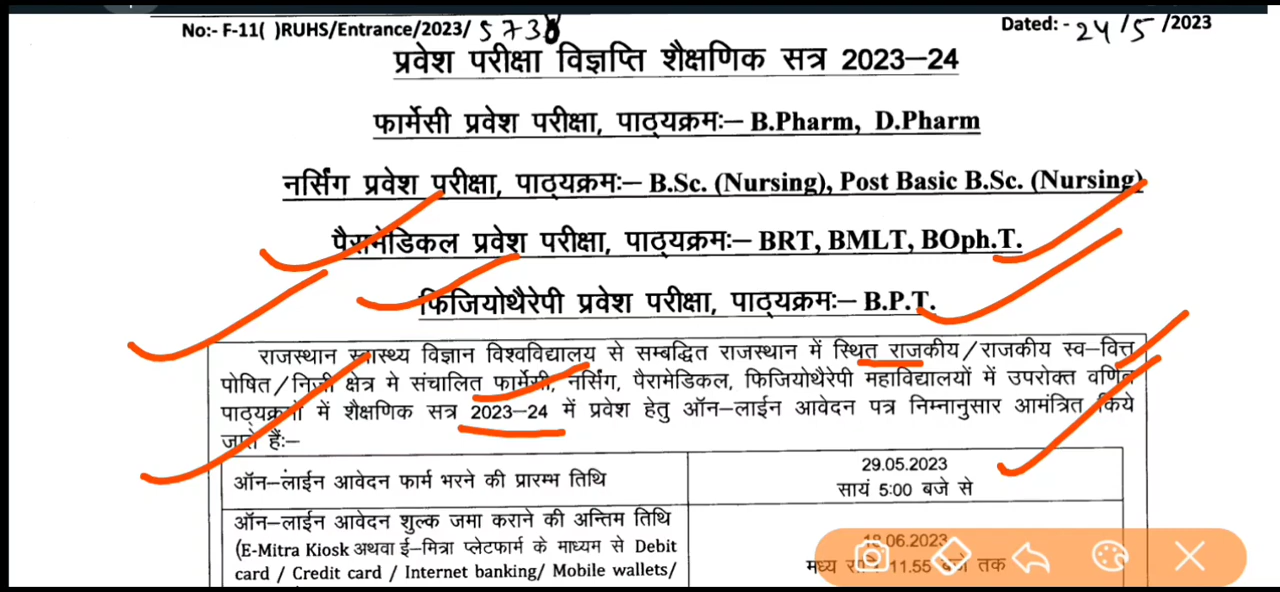 No:- F-11( )RUHS/Entrance/2023/ 5738
Dated: - 24/5/2023
प्रवेश परीक्षा विज्ञप्ति शैक्षणिक सत्र 2023–24
फार्मेसी प्रवेश परीक्षा, पाठ्यक्रमः– B.Pharm, D.Pharm
नर्सिंग प्रवेश परीक्षा, पाठ्यक्रमः– B.Sc. (Nursing), Post Basic B.Sc. (Nursing)
पैरामेडिकल प्रवेश परीक्षा, पाठ्यक्रमः– BRT, BMLT, BOph.T.
फिजियोथैरेपी प्रवेश परीक्षा, पाठ्यक्रमः– B.P.T.
राजस्थान स्वास्थ्य विज्ञान विश्वविद्यालय से सम्बद्धित राजस्थान में स्थित राजकीय/राजकीय स्व–वित्त
पोषित/निजी क्षेत्र मे संचालित फार्मेसी, नर्सिंग, पैरामेडिकल, फिजियोथैरेपी महाविद्यालयों में उपरोक्त वर्णित
पाठ्यक्रमों में शैक्षणिक सत्र 2023–24 में प्रवेश हेतु ऑन–लाईन आवेदन पत्र निम्नानुसार आमंत्रित किये
जाते हैंः–
ऑन–लाईन आवेदन फार्म भरने की प्रारम्भ तिथि
29.05.2023
सायं 5:00 बजे से
ऑन–लाईन आवेदन शुल्क जमा कराने की अन्तिम तिथि
(E-Mitra Kiosk अथवा ई–मित्रा प्लेटफार्म के माध्यम से Debit
card / Credit card / Internet banking/ Mobile wallets/
18.06.2023
मध्य रात्रि 11.55 बजे तक